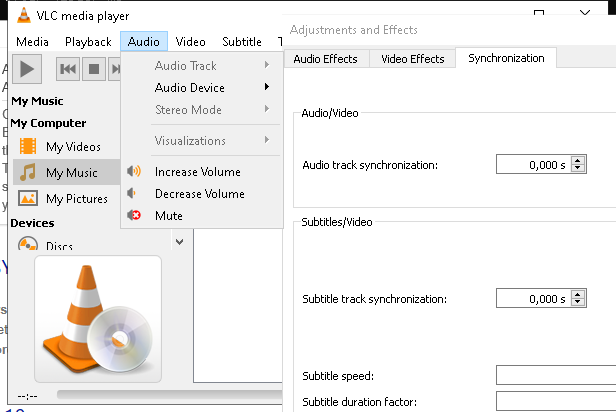 VLC media player
Media Playback Audio Video Subtitle T
Audio Track
Audio Device
Stereo Mode
Visualizations
Increase Volume
Decrease Volume
Mute
My Music
My Computer
My Videos
My Music
My Pictures
Devices
Discs
--:--
Adjustments and Effects
Audio Effects Video Effects Synchronization
Audio/Video
Audio track synchronization: 0,000 s
Subtitles/Video
Subtitle track synchronization: 0,000 s
Subtitle speed:
Subtitle duration factor: